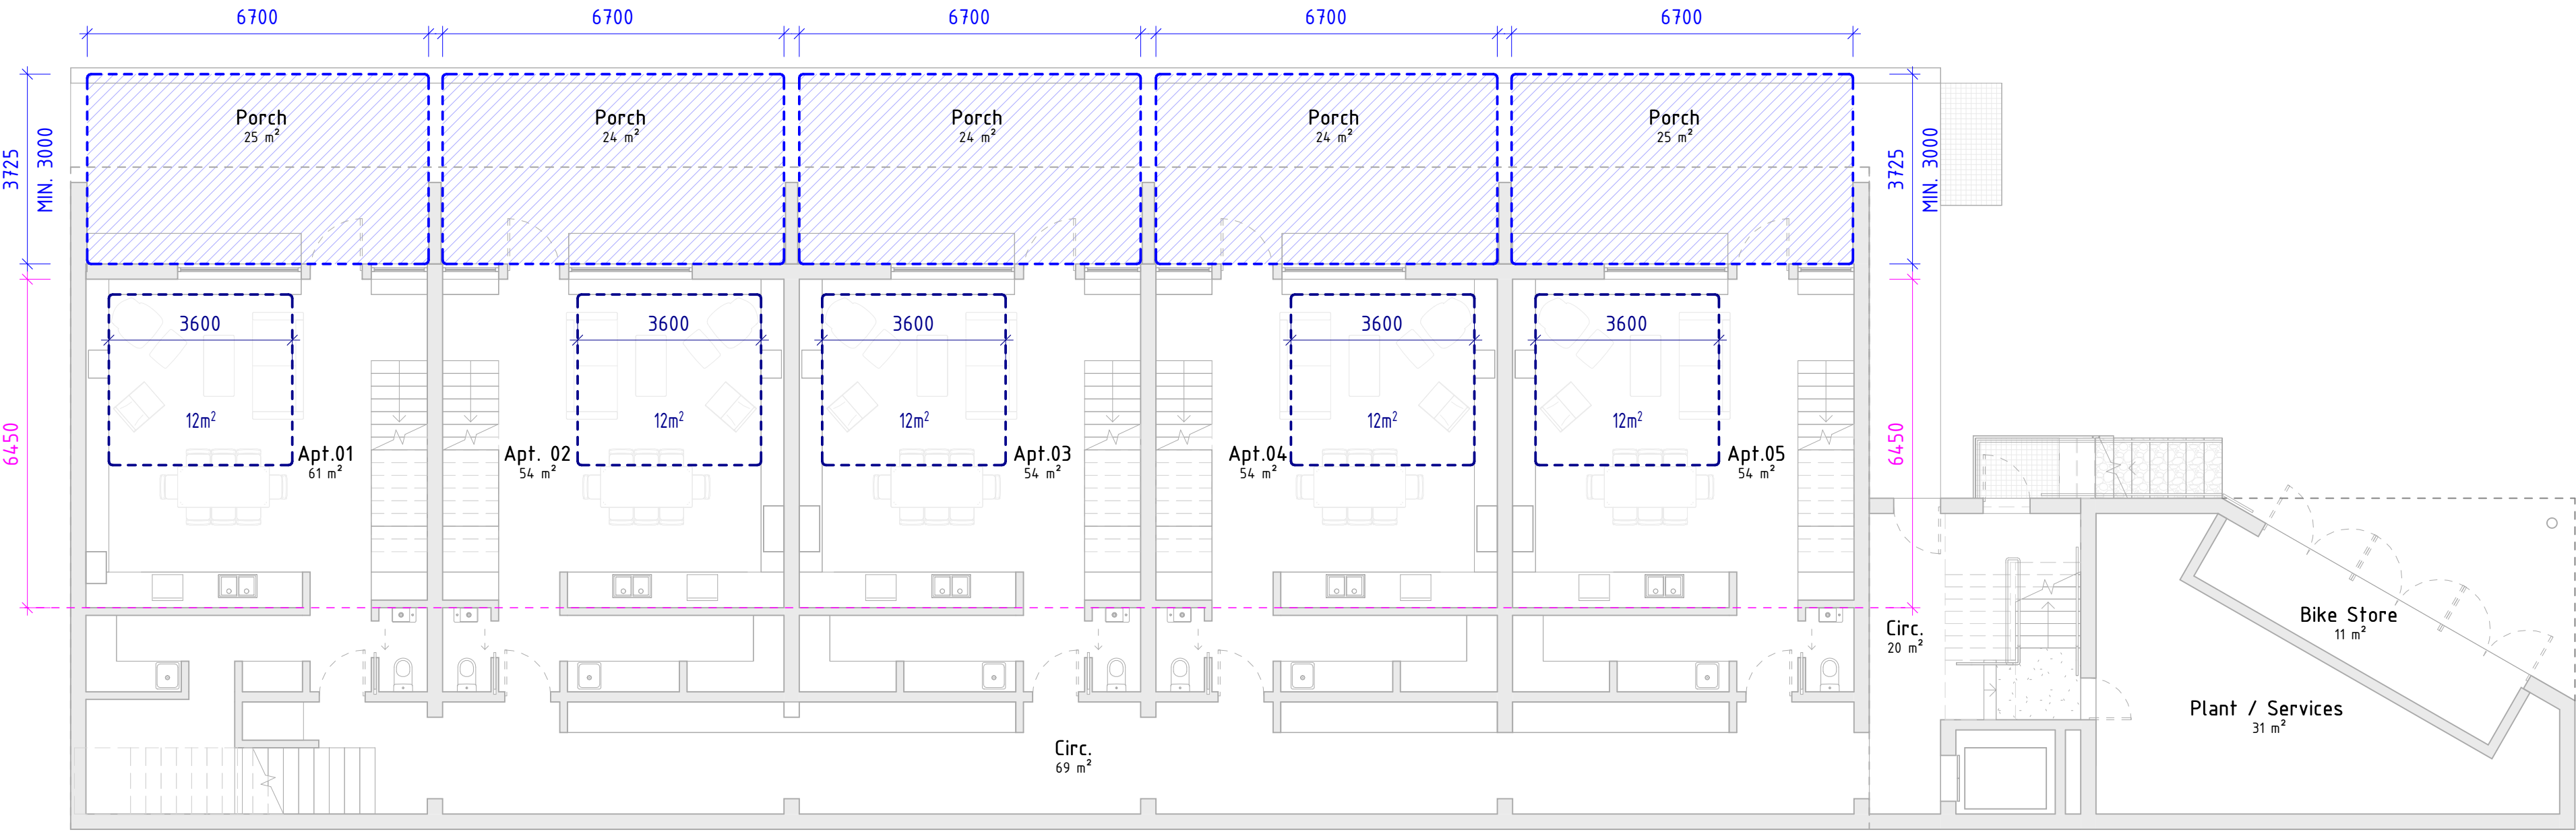 6700
6700
6700
6700
6700
Porch
25 m²
Porch
24 m²
Porch
24 m²
Porch
24 m²
Porch
25 m²
3725
MIN. 3000
3725
MIN. 3000
3600
3600
3600
3600
3600
12m²
12m²
12m²
12m²
12m²
6450
6450
Apt.01
61 m²
Apt. 02
54 m²
Apt.03
54 m²
Apt.04
54 m²
Apt.05
54 m²
Circ.
20 m²
Bike Store
11 m²
Plant / Services
31 m²
Circ.
69 m²